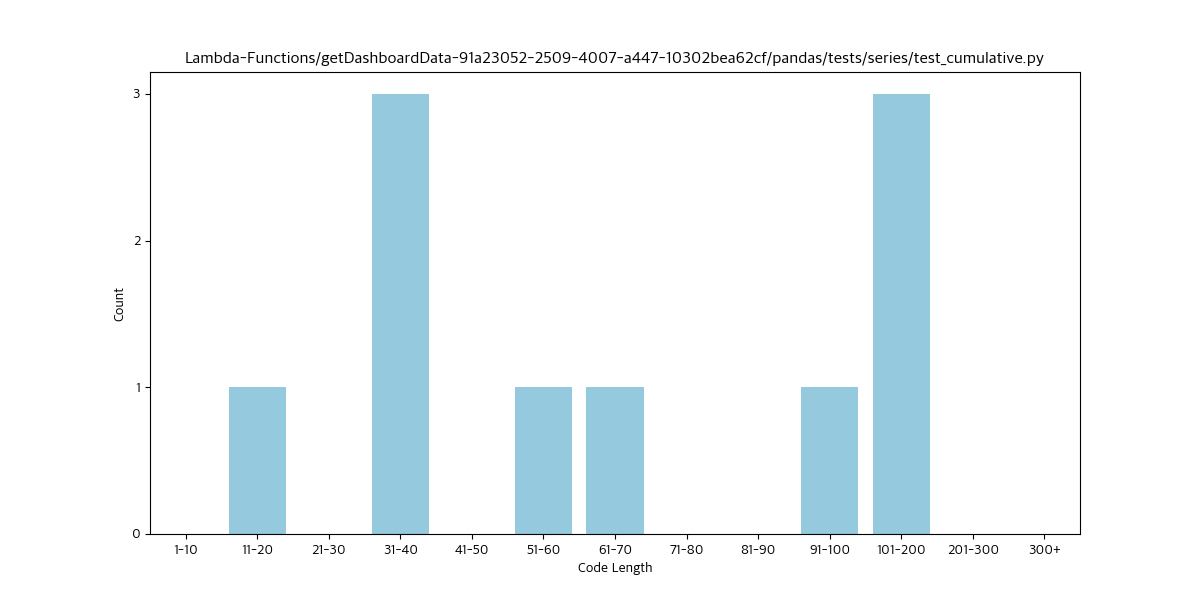 Lambda-Functions/getDashboardData-91a23052-2509-4007-a447-10302bea62cf/pandas/tests/series/test_cumulative.py
3
2
1
0
Count
1-10 11-20 21-30 31-40 41-50 51-60 61-70 71-80 81-90 91-100 101-200 201-300 300+
Code Length